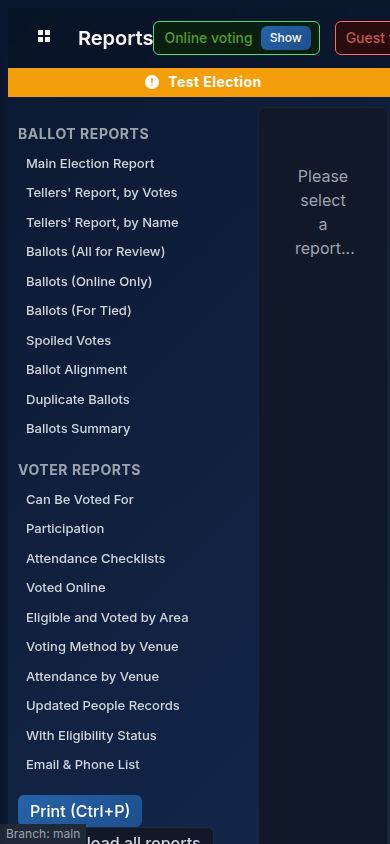 Reports
Online voting
Show
Guest
Test Election
BALLOT REPORTS
Main Election Report
Tellers' Report, by Votes
Tellers' Report, by Name
Ballots (All for Review)
Ballots (Online Only)
Ballots (For Tied)
Spoiled Votes
Ballot Alignment
Duplicate Ballots
Ballots Summary
VOTER REPORTS
Can Be Voted For
Participation
Attendance Checklists
Voted Online
Eligible and Voted by Area
Voting Method by Venue
Attendance by Venue
Updated People Records
With Eligibility Status
Email & Phone List
Print (Ctrl+P)
Branch: main
load all reports
Please
select
a
report...